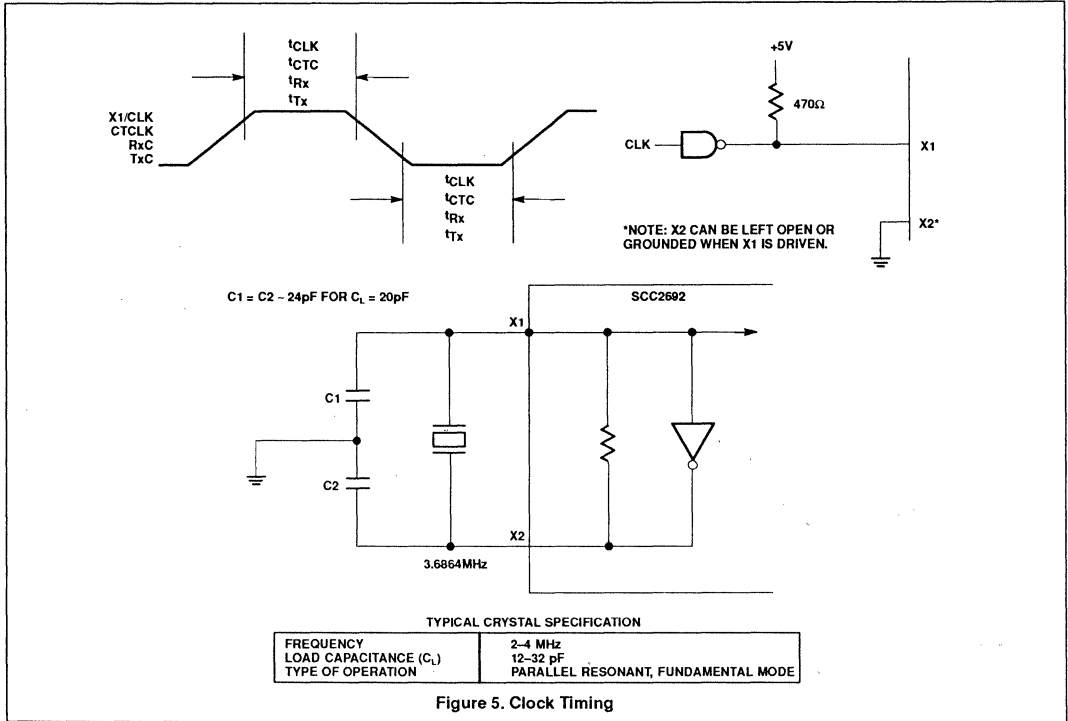 tCLK
tCTC
tRx
tTx
X1/CLK
CTCLK
RxC
TxC
tCLK
tCTC
tRx
tTx
+5V
470Ω
CLK
X1
X2*
*NOTE: X2 CAN BE LEFT OPEN OR
GROUNDED WHEN X1 IS DRIVEN.
C1 = C2 ~ 24pF FOR CL = 20pF
SCC2692
X1
C1
C2
X2
3.6864MHz
TYPICAL CRYSTAL SPECIFICATION
FREQUENCY 2–4 MHz
LOAD CAPACITANCE (CL) 12–32 pF
TYPE OF OPERATION PARALLEL RESONANT, FUNDAMENTAL MODE
Figure 5. Clock Timing